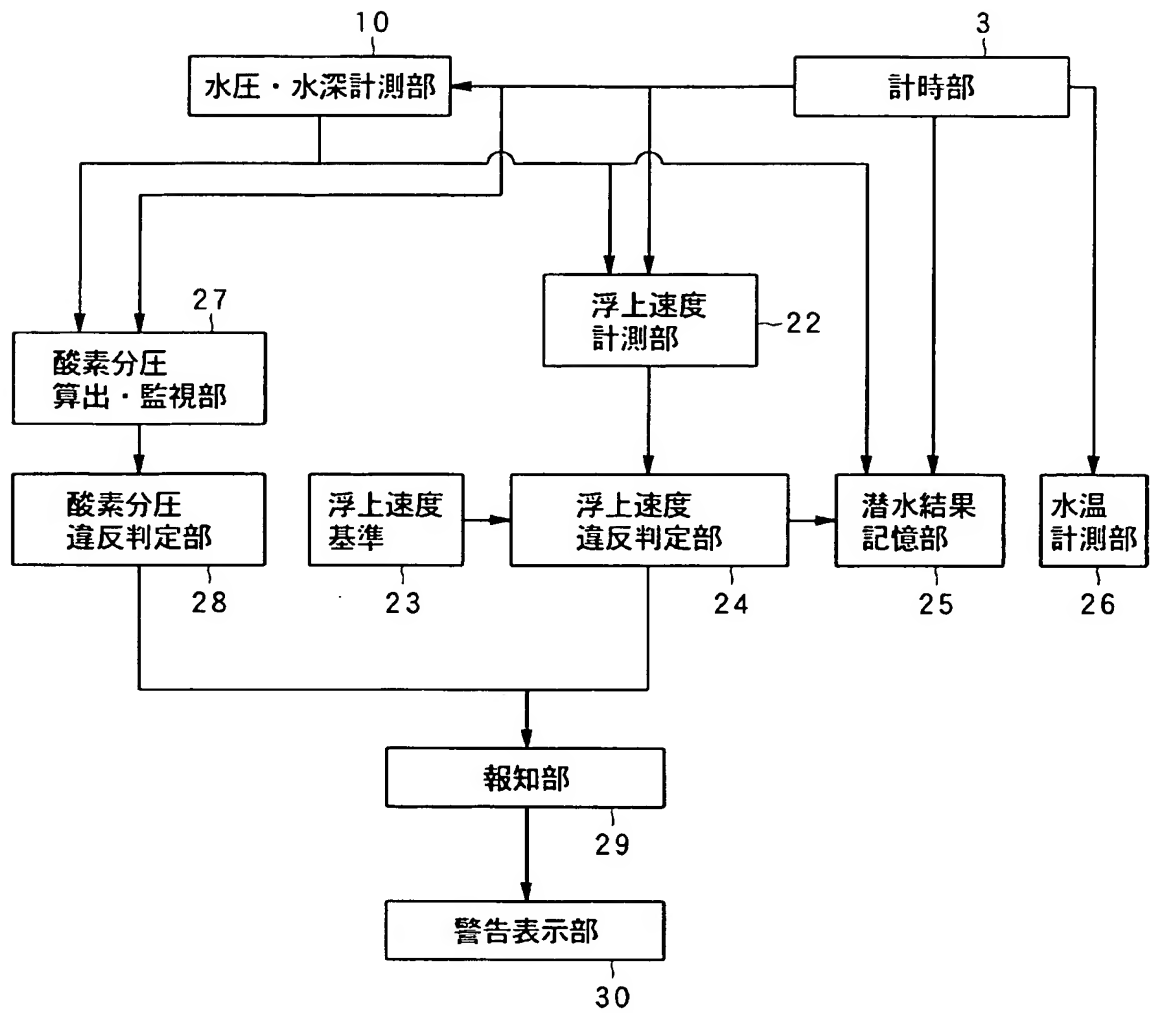 10
3
水圧・水深計測部
計時部
27
浮上速度
計測部
22
酸素分圧
算出・監視部
酸素分圧
違反判定部
浮上速度
基準
浮上速度
違反判定部
潜水結果
記憶部
水温
計測部
28
23
24
25
26
報知部
29
警告表示部
30